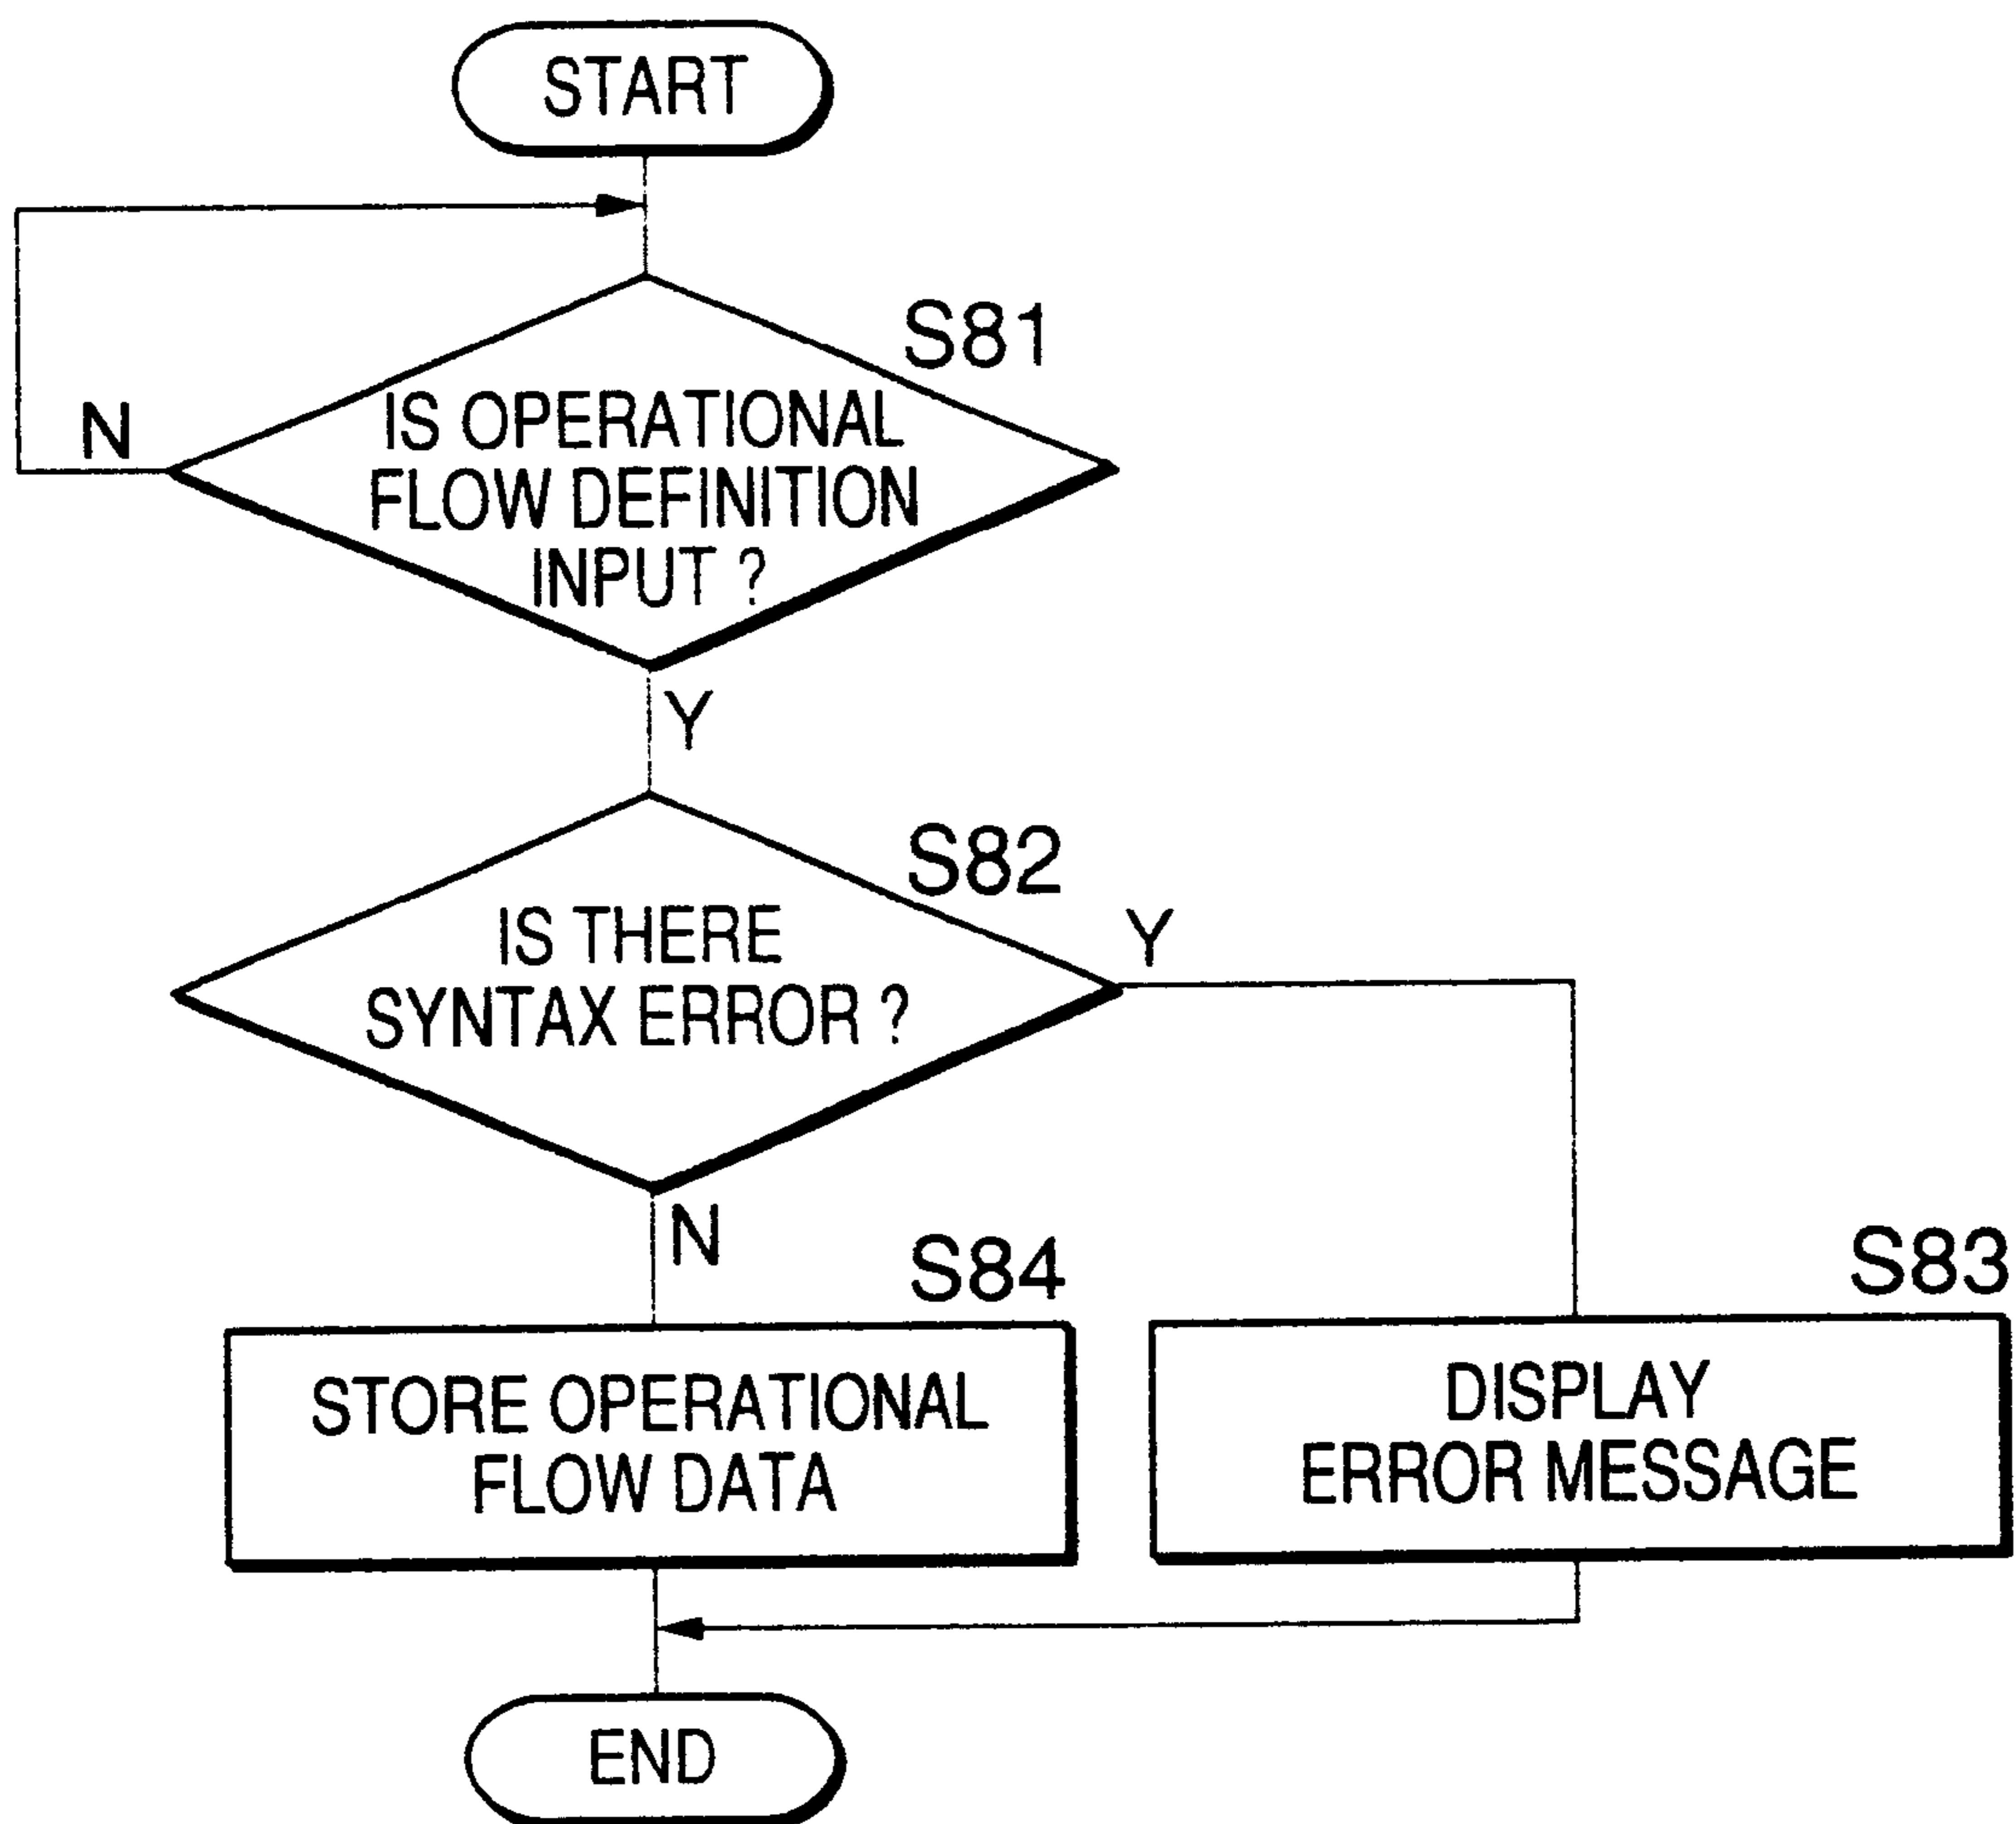 START
S81
IS OPERATIONAL
FLOW DEFINITION
INPUT ?
N
Y
S82
IS THERE
SYNTAX ERROR ?
Y
N
S84
STORE OPERATIONAL
FLOW DATA
S83
DISPLAY
ERROR MESSAGE
END